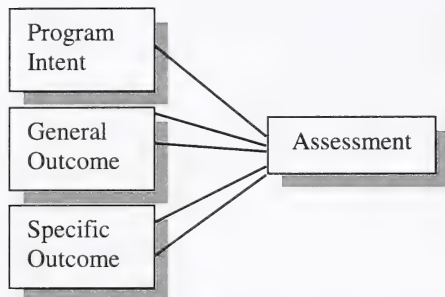 Program
Intent
General
Outcome
Assessment
Specific
Outcome